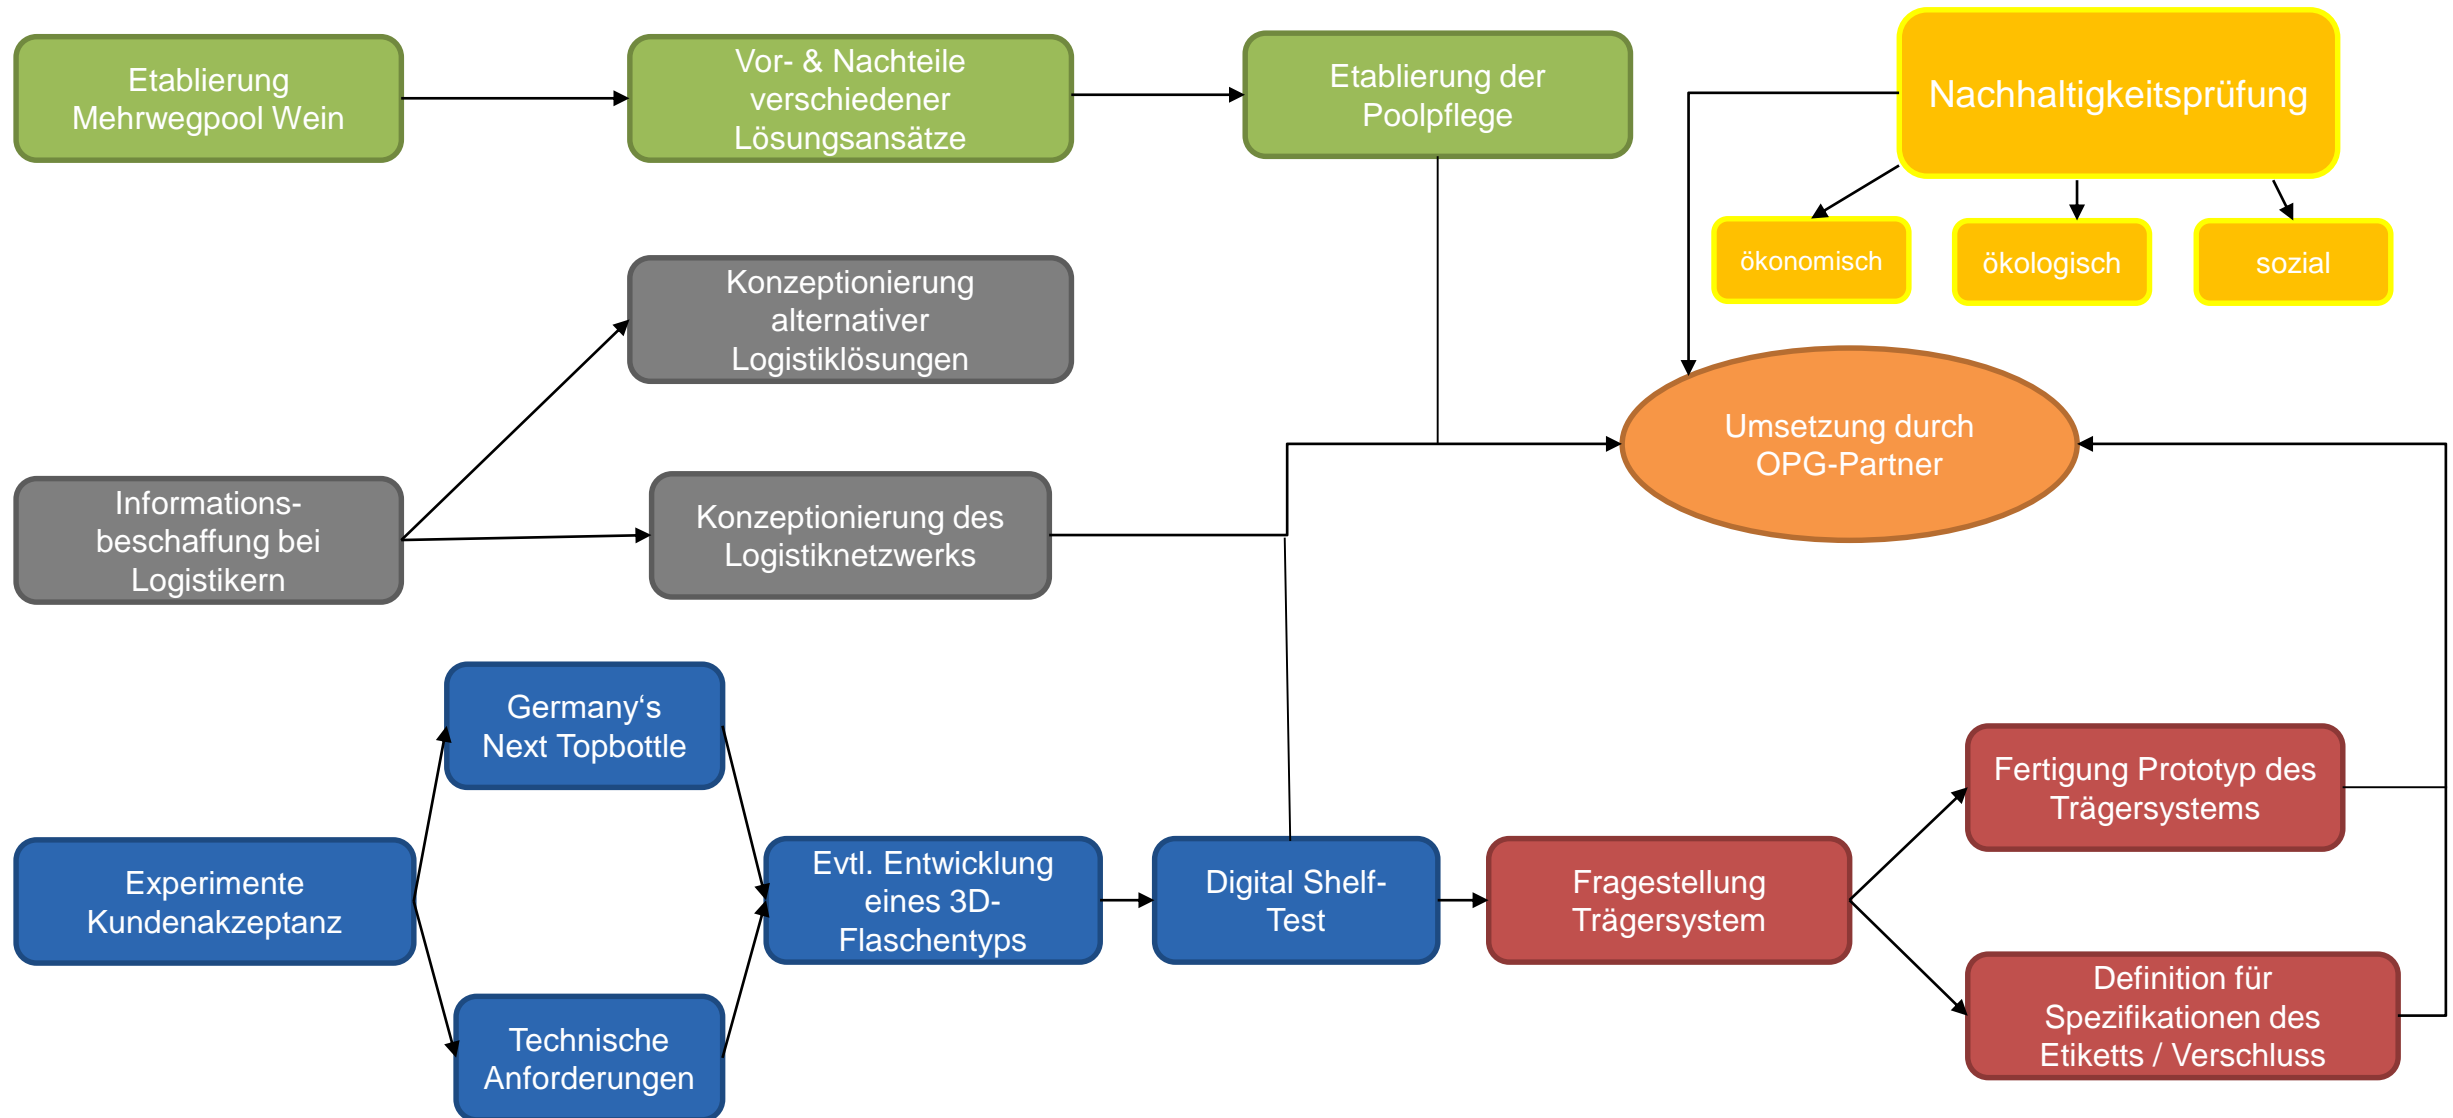 Etablierung
Mehrwegpool Wein
Vor- & Nachteile
verschiedener
Lösungsansätze
Etablierung der
Poolpflege
Nachhaltigkeitsprüfung
ökonomisch
ökologisch
sozial
Konzeptionierung
alternativer
Logistiklösungen
Umsetzung durch
OPG-Partner
Informations-
beschaffung bei
Logistikern
Konzeptionierung des
Logistiknetzwerks
Germany‘s
Next Topbottle
Experimente
Kundenakzeptanz
Technische
Anforderungen
Evtl. Entwicklung
eines 3D-
Flaschentyps
Digital Shelf-
Test
Fragestellung
Trägersystem
Fertigung Prototyp des
Trägersystems
Definition für
Spezifikationen des
Etiketts / Verschluss